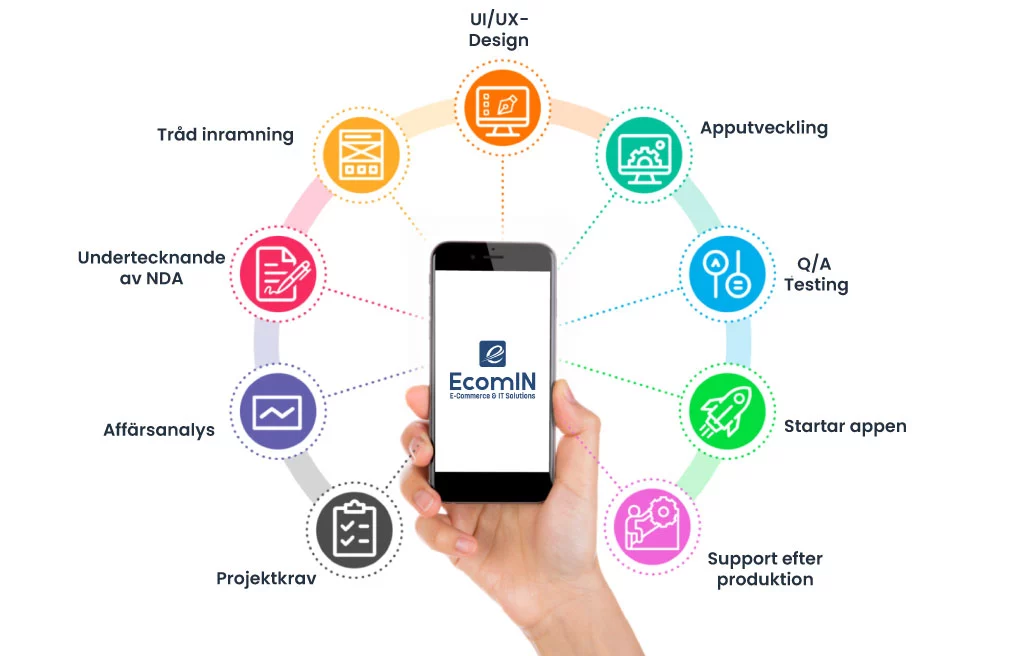 UI/UX-
Design
Tråd inramning
Apputveckling
Undertecknande
av NDA
Q/A
Testing
EcomIN
E-Commerce & IT Solutions
Affärsanalys
Startar appen
Projektkrav
Support efter
produktion